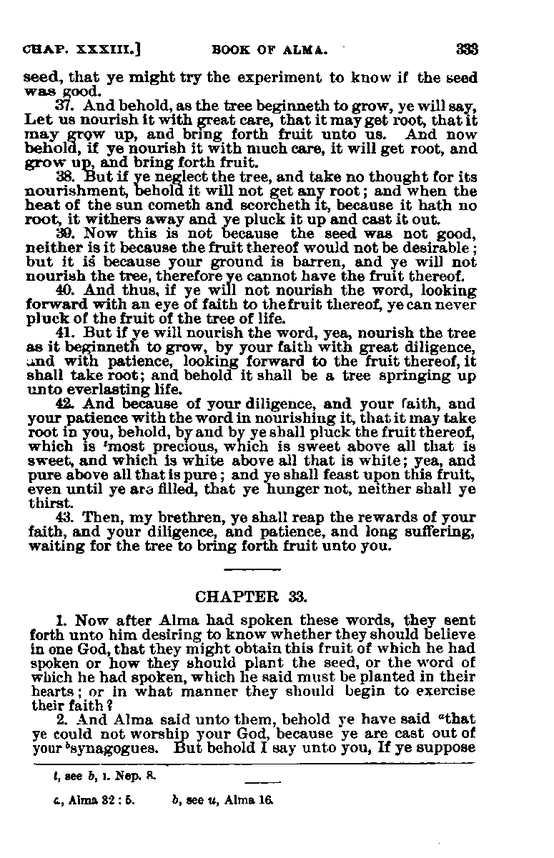 CHAP. XXXIII.] BOOK OF ALMA. 333
seed, that ye might try the experiment to know if the seed
was good.
37. And behold, as the tree beginneth to grow, ye will say,
Let us nourish it with great care, that it may get root, that it
may grow up, and bring forth fruit unto us. And now
behold, if ye nourish it with much care, it will get root, and
grow up, and bring forth fruit.
38. But if ye neglect the tree, and take no thought for its
nourishment, behold it will not get any root; and when the
heat of the sun cometh and scorcheth it, because it hath no
root, it withers away and ye pluck it up and cast it out.
39. Now this is not because the seed was not good,
neither is it because the fruit thereof would not be desirable;
but it is because your ground is barren, and ye will not
nourish the tree, therefore ye cannot have the fruit thereof.
40. And thus, if ye will not nourish the word, looking
forward with an eye of faith to the fruit thereof, ye can never
pluck of the fruit of the tree of life.
41. But if ye will nourish the word, yea, nourish the tree
as it beginneth to grow, by your faith with great diligence,
and with patience, looking forward to the fruit thereof, it
shall take root; and behold it shall be a tree springing up
unto everlasting life.
42. And because of your diligence, and your faith, and
your patience with the word in nourishing it, that it may take
root in you, behold, by and by ye shall pluck the fruit thereof,
which is ᵗmost precious, which is sweet above all that is
sweet, and which is white above all that is white; yea, and
pure above all that is pure; and ye shall feast upon this fruit,
even until ye are filled, that ye hunger not, neither shall ye
thirst.
43. Then, my brethren, ye shall reap the rewards of your
faith, and your diligence, and patience, and long suffering,
waiting for the tree to bring forth fruit unto you.
CHAPTER 33.
1. Now after Alma had spoken these words, they sent
forth unto him desiring to know whether they should believe
in one God, that they might obtain this fruit of which he had
spoken or how they should plant the seed, or the word of
which he had spoken, which he said must be planted in their
hearts; or in what manner they should begin to exercise
their faith?
2. And Alma said unto them, behold ye have said ᵃthat
ye could not worship your God, because ye are cast out of
your ᵇsynagogues. But behold I say unto you, If ye suppose
t, see b, 1. Nep. 8.
a, Alma 32 : 5. b, see u, Alma 16.